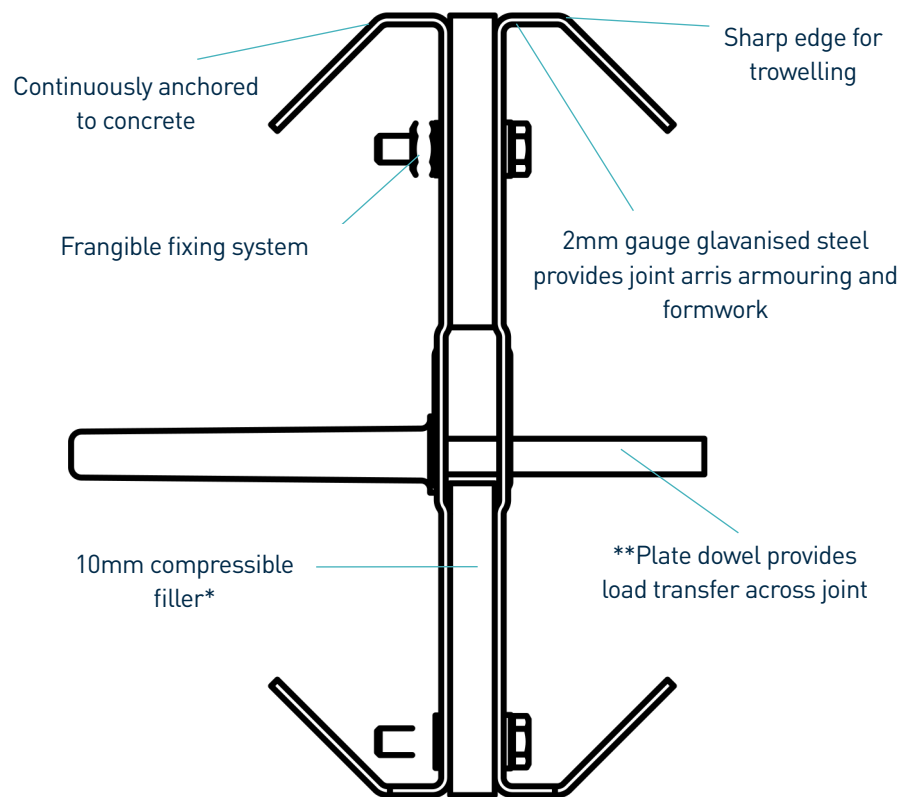 Sharp edge for
trowelling
Continuously anchored
to concrete
Frangible fixing system
2mm gauge glavanised steel
provides joint arris armouring and
formwork
10mm compressible
filler*
**Plate dowel provides
load transfer across joint